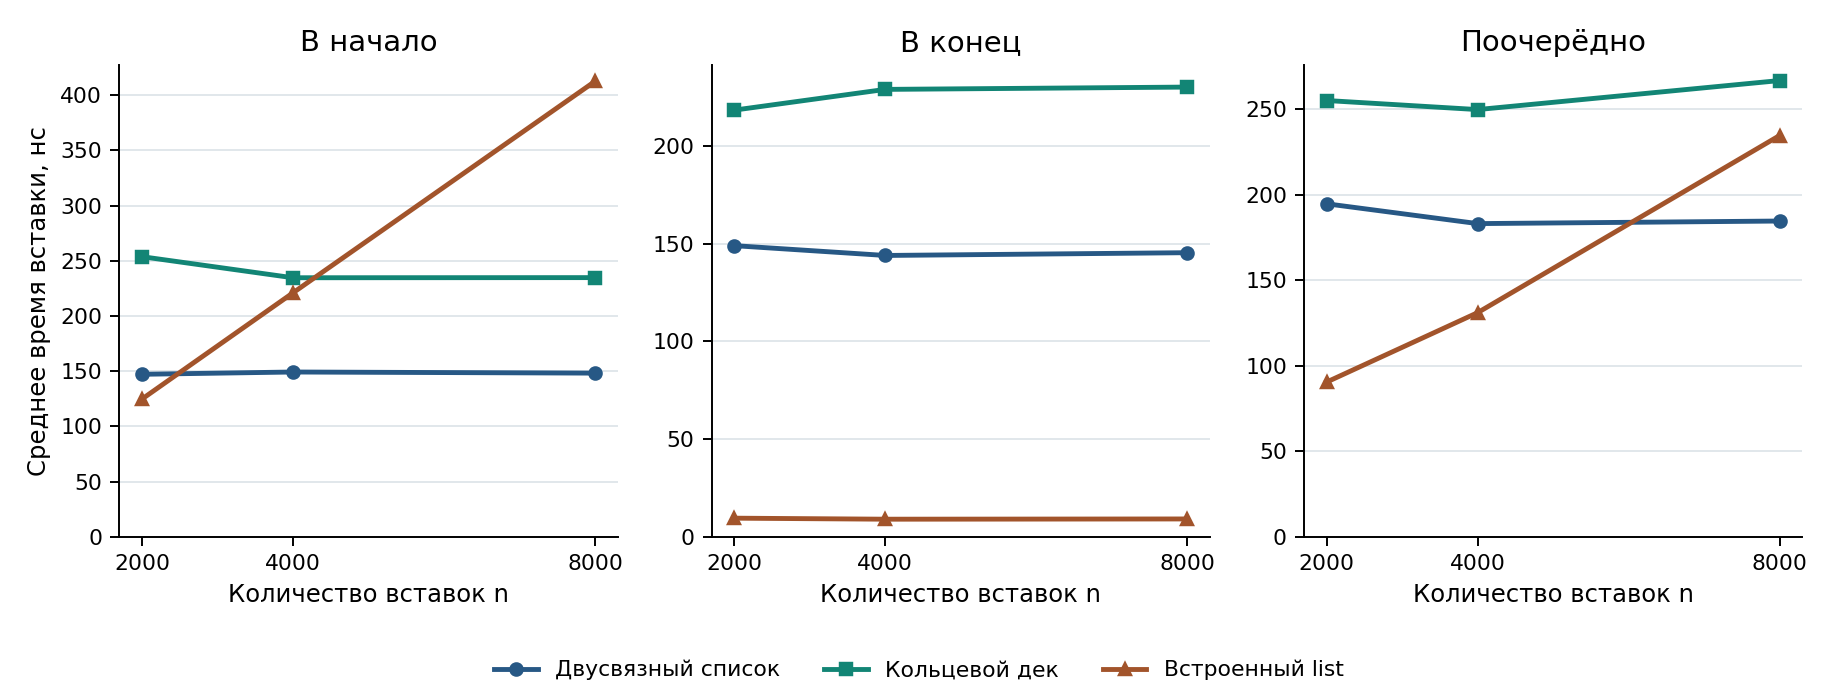 В начало
В конец
Поочерёдно
Среднее время вставки, нс
400
350
300
250
200
150
100
50
0
2000 4000 8000
Количество вставок n
200
150
100
50
0
2000 4000 8000
Количество вставок n
250
200
150
100
50
0
2000 4000 8000
Количество вставок n
Двусвязный список Кольцевой дек Встроенный list